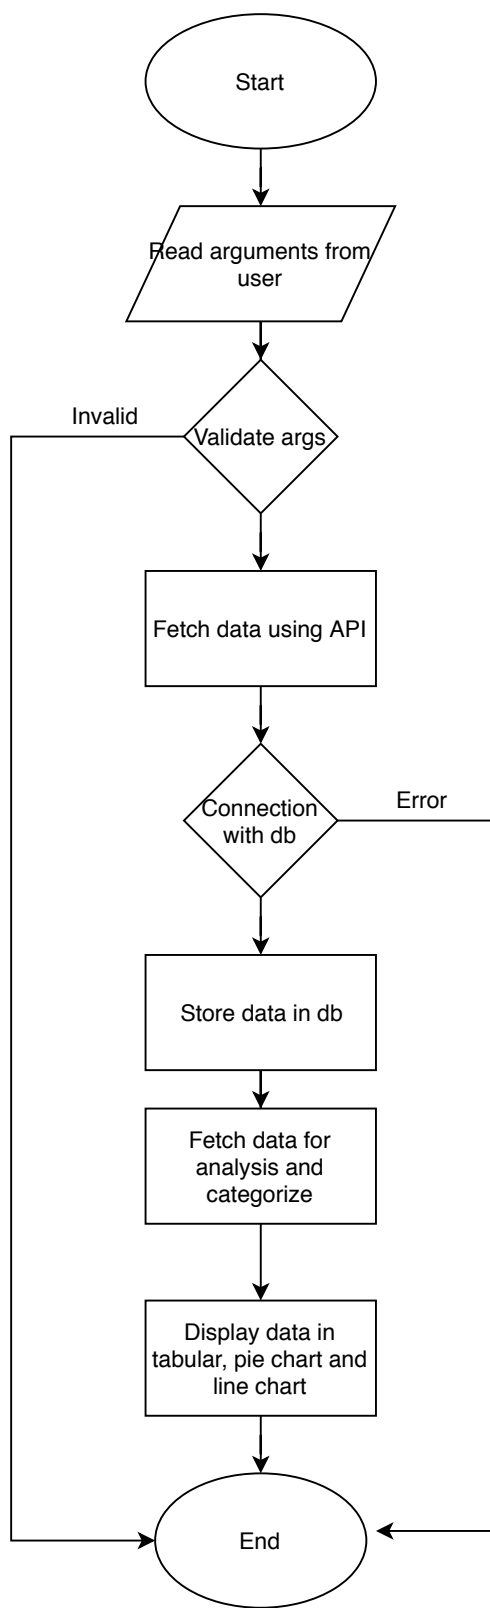 Start
Read arguments from
user
Invalid
Validate args
Fetch data using API
Connection
with db
Error
Store data in db
Fetch data for
analysis and
categorize
Display data in
tabular, pie chart and
line chart
End